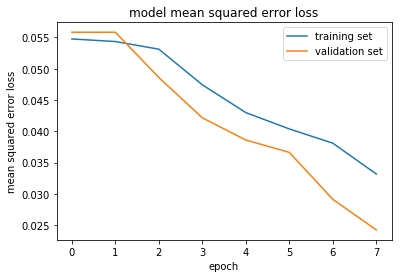 model mean squared error loss
training set
validation set
mean squared error loss
0.055
0.050
0.045
0.040
0.035
0.030
0.025
0 1 2 3 4 5 6 7
epoch